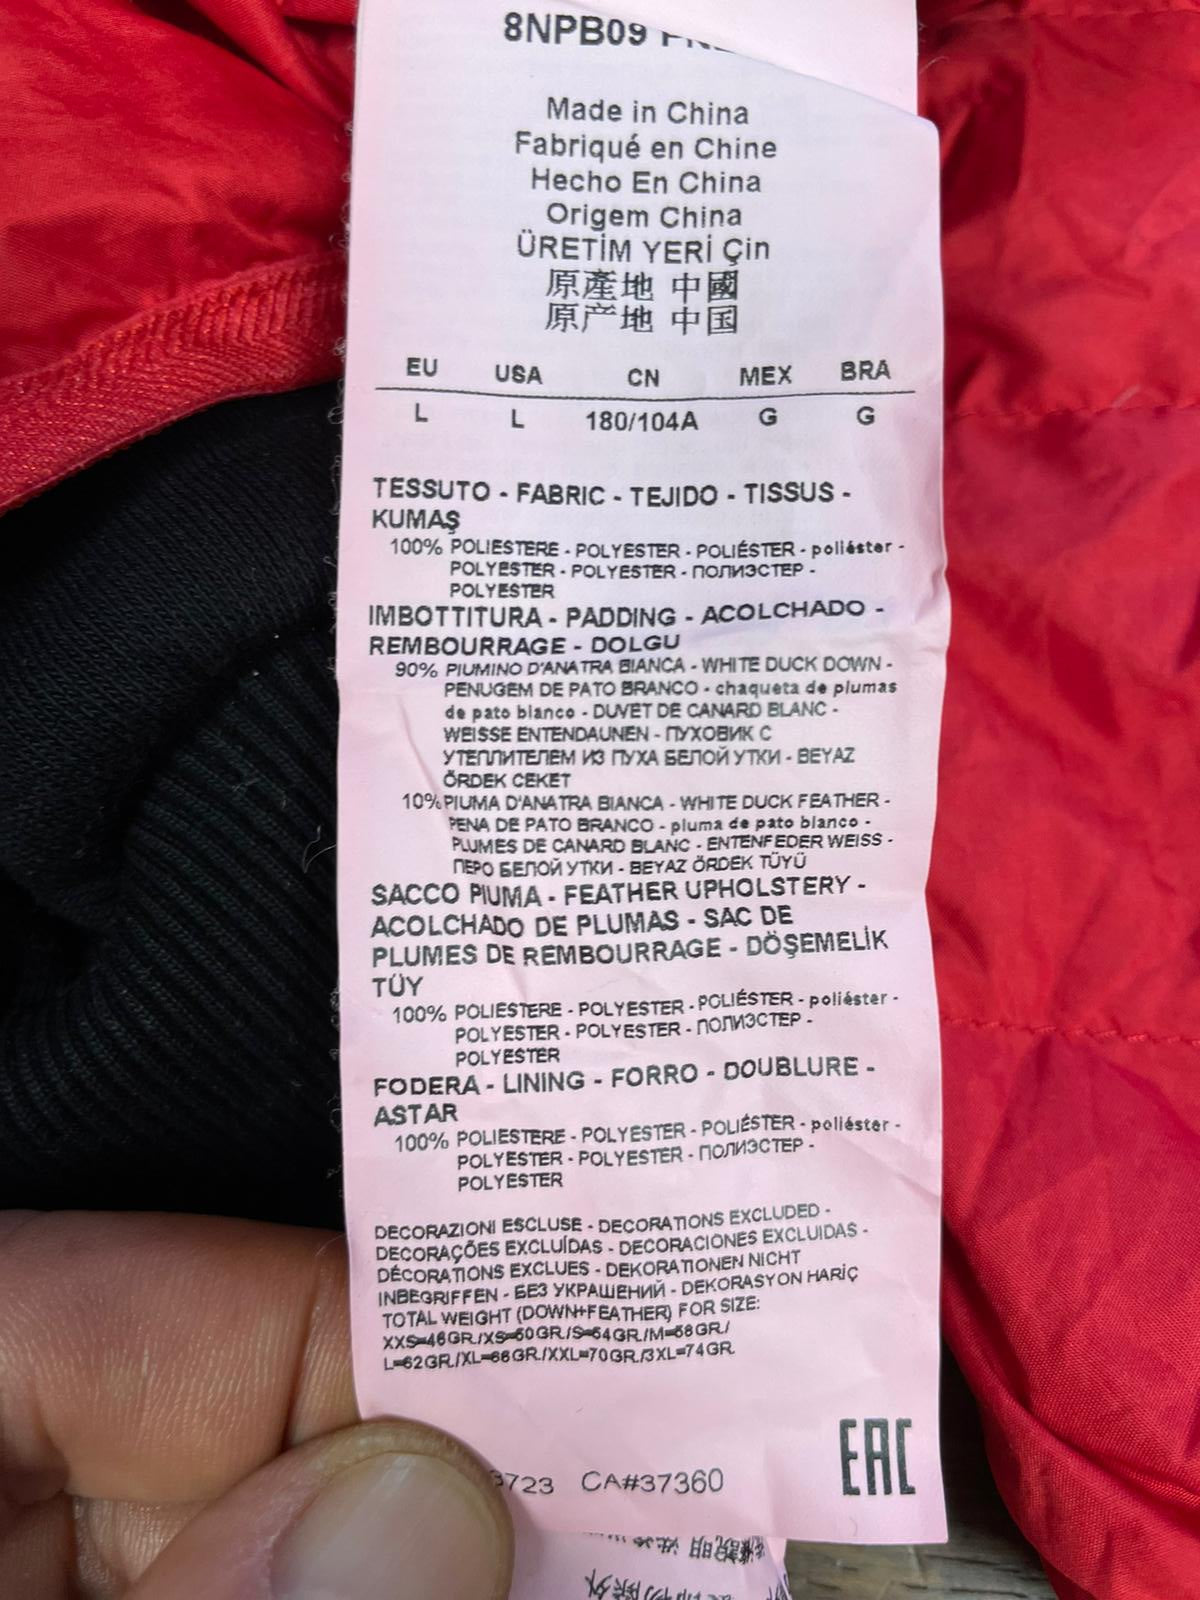 8NPB09
Made in China
Fabriqué en Chine
Hecho En China
Origem China
ÜRETİM YERİ Çin
原產地 中國
原产地 中国
EU USA CN MEX BRA
L L 180/104A G G
TESSUTO - FABRIC - TEJIDO - TISSUS -
KUMAŞ
100% POLIESTERE - POLYESTER - POLIÉSTER - poliéster -
POLYESTER - POLYESTER - ПОЛИЭСТЕР -
POLYESTER
IMBOTTITURA - PADDING - ACOLCHADO -
REMBOURRAGE - DOLGU
90% PIUMINO D'ANATRA BIANCA - WHITE DUCK DOWN -
PENUGEM DE PATO BRANCO - chaqueta de plumas
de pato blanco - DUVET DE CANARD BLANC -
WEISSE ENTENDAUNEN - ПУХОВИК С
УТЕПЛИТЕЛЕМ ИЗ ПУХА БЕЛОЙ УТКИ - BEYAZ
ÖRDEK CEKET
10% PIUMA D'ANATRA BIANCA - WHITE DUCK FEATHER -
PENA DE PATO BRANCO - pluma de pato blanco -
PLUMES DE CANARD BLANC - ENTENFEDER WEISS -
ПЕРО БЕЛОЙ УТКИ - BEYAZ ÖRDEK TÜYÜ
SACCO PIUMA - FEATHER UPHOLSTERY -
ACOLCHADO DE PLUMAS - SAC DE
PLUMES DE REMBOURRAGE - DÖŞEMELİK
TÜY
100% POLIESTERE - POLYESTER - POLIÉSTER - poliéster -
POLYESTER - POLYESTER - ПОЛИЭСТЕР -
POLYESTER
FODERA - LINING - FORRO - DOUBLURE -
ASTAR
100% POLIESTERE - POLYESTER - POLIÉSTER - poliéster -
POLYESTER - POLYESTER - ПОЛИЭСТЕР -
POLYESTER
DECORAZIONI ESCLUSE - DECORATIONS EXCLUDED -
DECORAÇÕES EXCLUÍDAS - DECORACIONES EXCLUIDAS -
DÉCORATIONS EXCLUES - DEKORATIONEN NICHT
INBEGRIFFEN - БЕЗ УКРАШЕНИЙ - DEKORASYON HARİÇ
TOTAL WEIGHT (DOWN+FEATHER) FOR SIZE:
XXS=46GR./XS=50GR./S=54GR./M=58GR./
L=62GR./XL=66GR./XXL=70GR./3XL=74GR.
3723 CA#37360
EAC